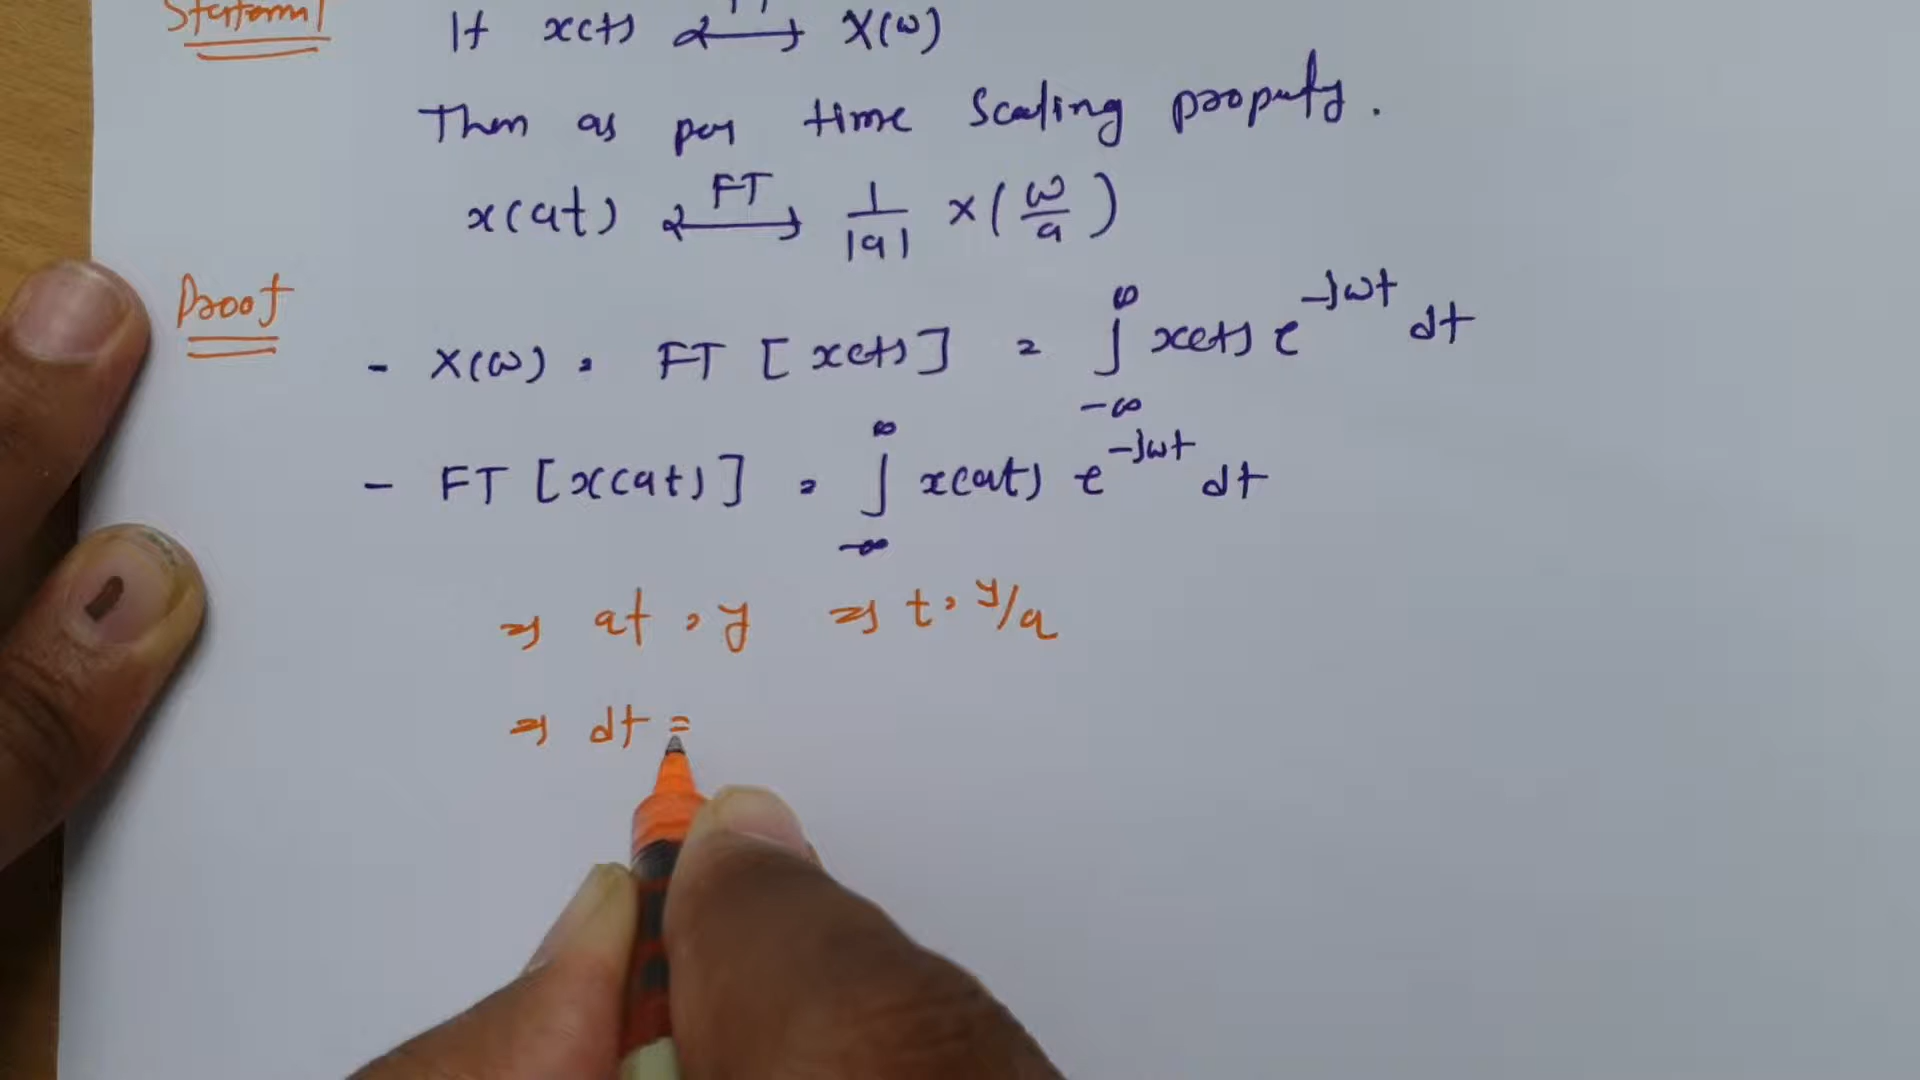 Statement
If x(t) ⟷ X(ω)
Then as per time scaling property.
x(at) ⟷ FT 1/|a| X(ω/a)
Proof
- X(ω) = FT [x(t)] = ∫_{-∞}^{∞} x(t) e^{-jωt} dt
- FT [x(at)] = ∫_{-∞}^{∞} x(at) e^{-jωt} dt
⇒ at = y ⇒ t = y/a
⇒ dt =